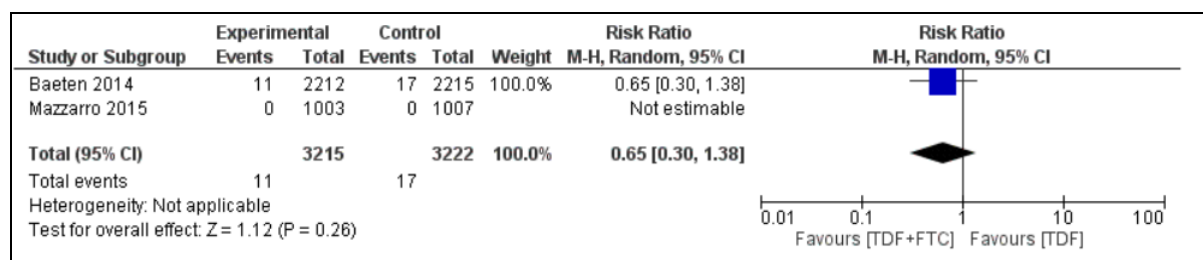 Experimental Control Risk Ratio Risk Ratio
Study or Subgroup Events Total Events Total Weight M-H, Random, 95% CI M-H, Random, 95% CI
Baeten 2014 11 2212 17 2215 100.0% 0.65 [0.30, 1.38]
Mazzarro 2015 0 1003 0 1007 Not estimable
Total (95% CI) 3215 3222 100.0% 0.65 [0.30, 1.38]
Total events 11 17
Heterogeneity: Not applicable
Test for overall effect: Z = 1.12 (P = 0.26)
0.01 0.1 1 10 100
Favours [TDF+FTC] Favours [TDF]